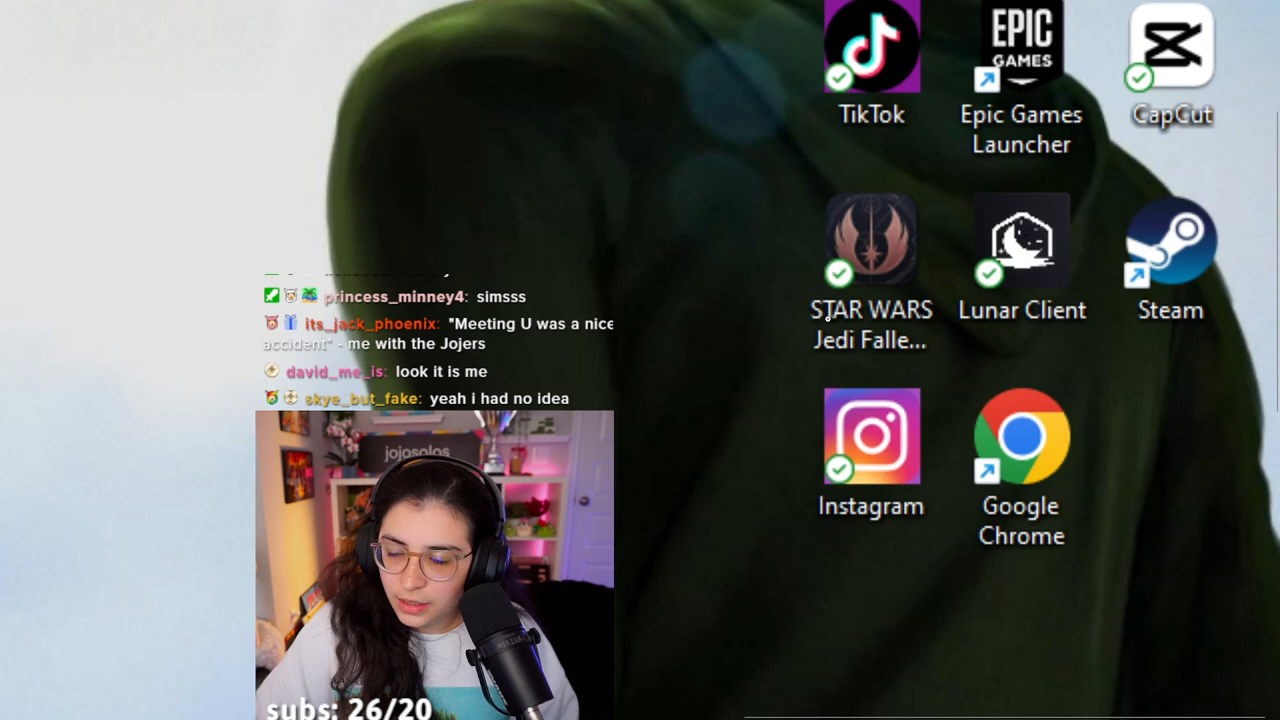 TikTok
EPIC
GAMES
Epic Games
Launcher
CapCut
STAR WARS
Jedi Falle...
Lunar Client
Steam
Instagram
Google
Chrome
princess_minney4: simsss
its_jack_phoenix: "Meeting U was a nice
accident" - me with the Jojers
david_me_is: look it is me
skye_but_fake: yeah i had no idea
jojosolos
subs: 26/20